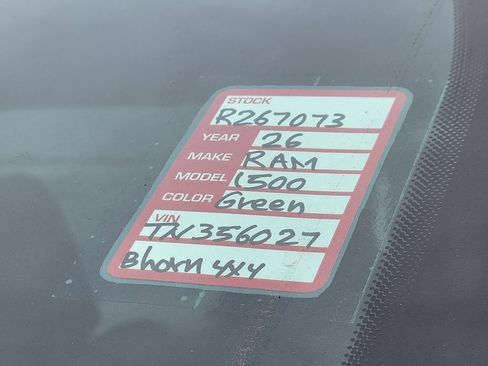 STOCK
R267073
YEAR 26
MAKE RAM
MODEL 1500
COLOR Green
VIN
TN356027
Bhorn 4x4